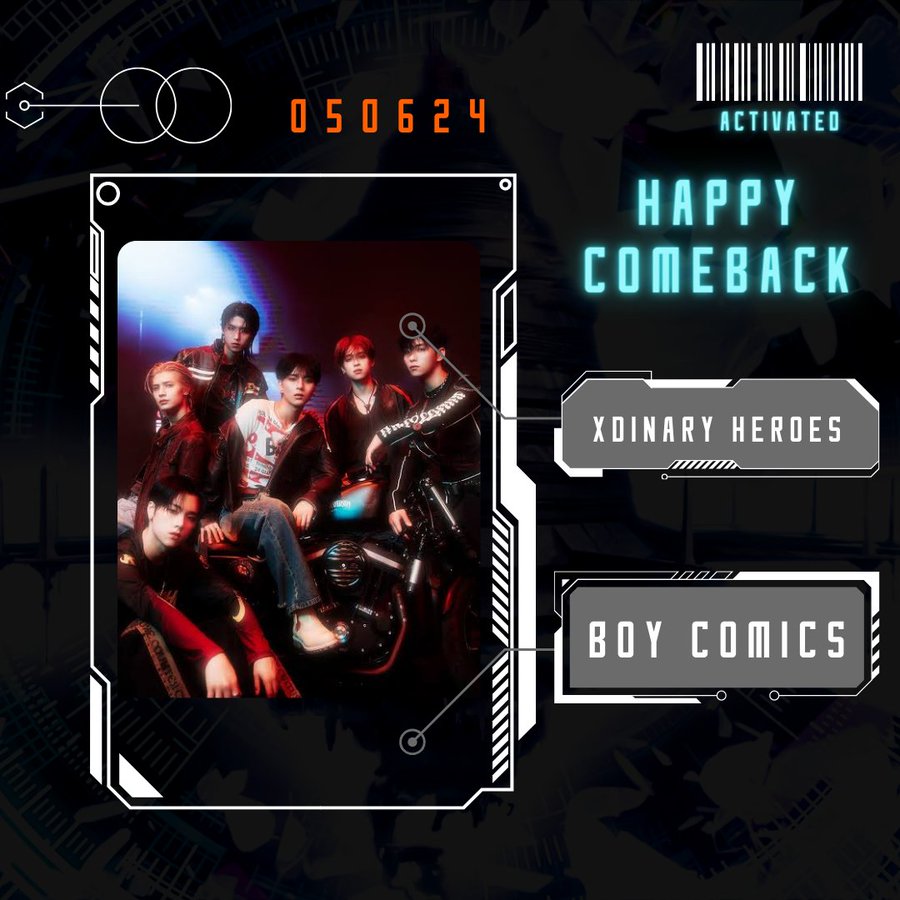 050624
ACTIVATED
HAPPY
COMEBACK
XDINARY HEROES
BOY COMICS